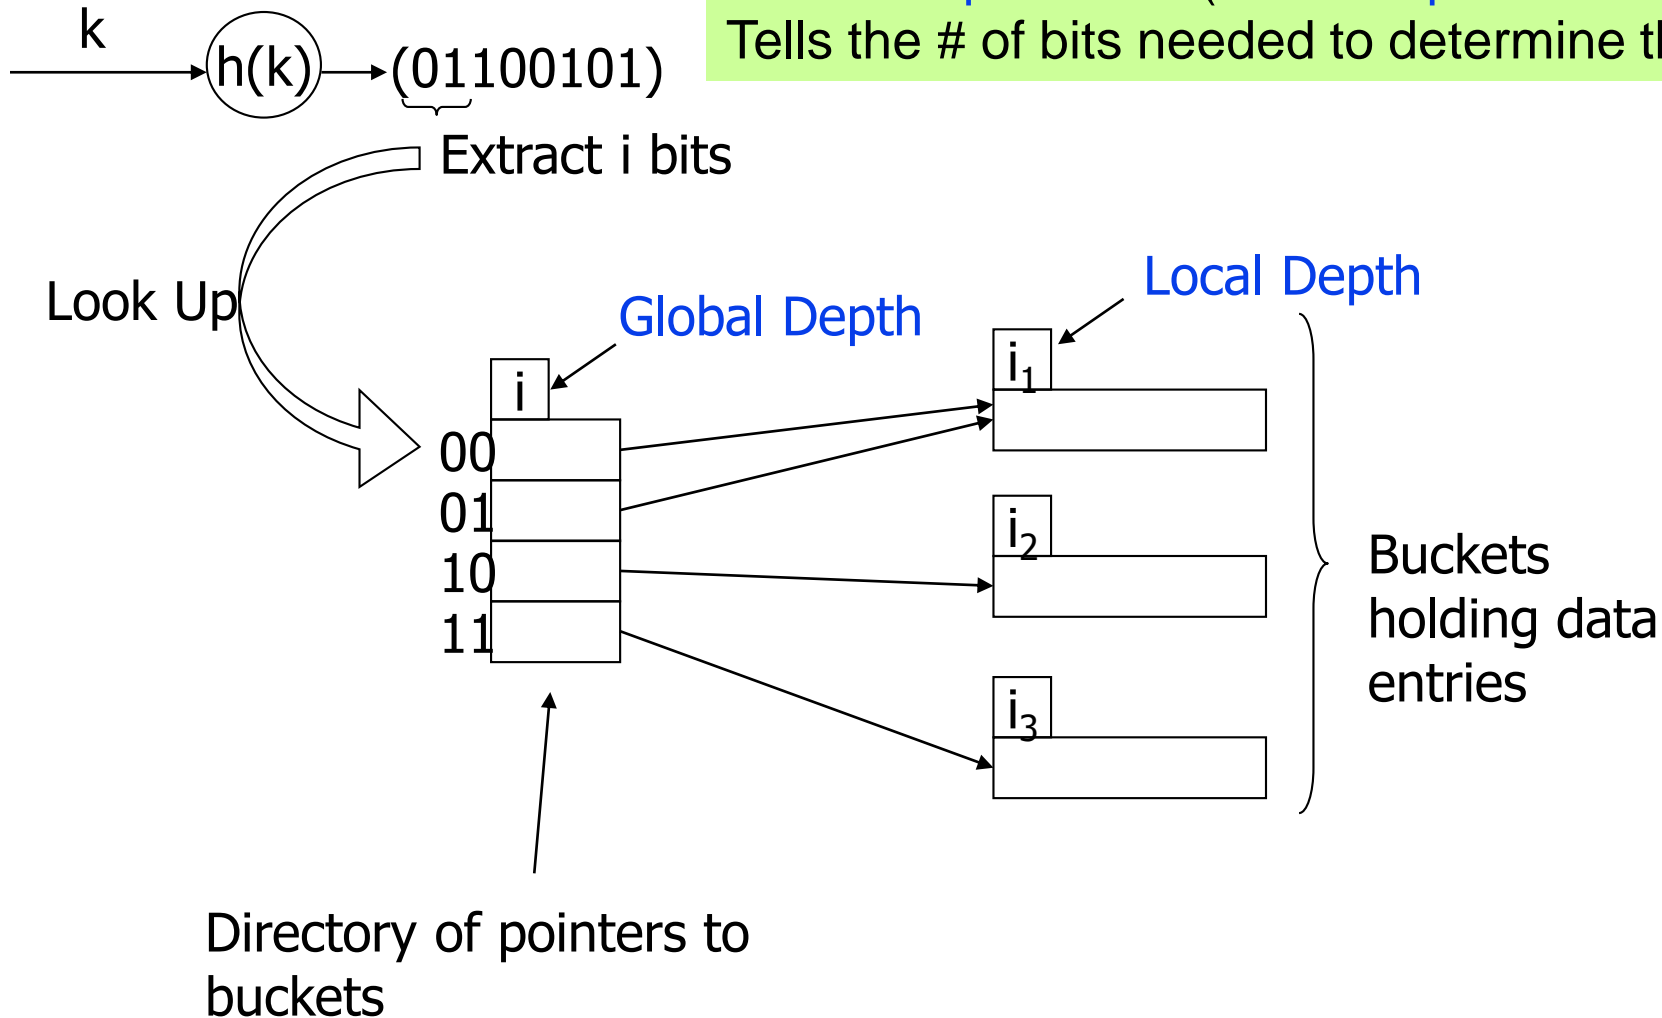 Tells the # of bits needed to determine
k
h(k)
(01100101)
Extract i bits
Look Up
Global Depth
Local Depth
i
00
01
10
11
i₁
i₂
i₃
Buckets
holding data
entries
Directory of pointers to
buckets